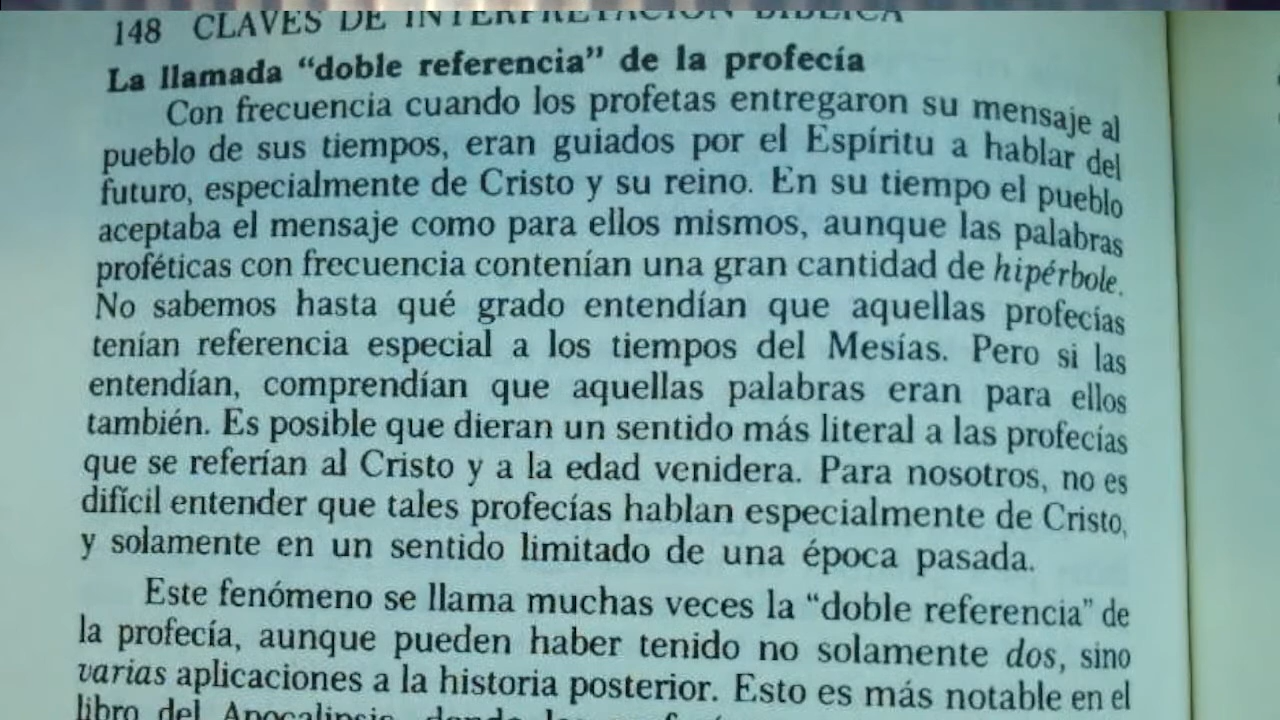 148 CLAVES DE INTERPRETACION BIBLICA
La llamada “doble referencia” de la profecía
Con frecuencia cuando los profetas entregaron su mensaje al
pueblo de sus tiempos, eran guiados por el Espíritu a hablar del
futuro, especialmente de Cristo y su reino. En su tiempo el pueblo
aceptaba el mensaje como para ellos mismos, aunque las palabras
proféticas con frecuencia contenían una gran cantidad de hipérbole.
No sabemos hasta qué grado entendían que aquellas profecías
tenían referencia especial a los tiempos del Mesías. Pero si las
entendían, comprendían que aquellas palabras eran para ellos
también. Es posible que dieran un sentido más literal a las profecías
que se referían al Cristo y a la edad venidera. Para nosotros, no es
difícil entender que tales profecías hablan especialmente de Cristo,
y solamente en un sentido limitado de una época pasada.
Este fenómeno se llama muchas veces la “doble referencia” de
la profecía, aunque pueden haber tenido no solamente dos, sino
varias aplicaciones a la historia posterior. Esto es más notable en el
libro del Apocalipsis, donde